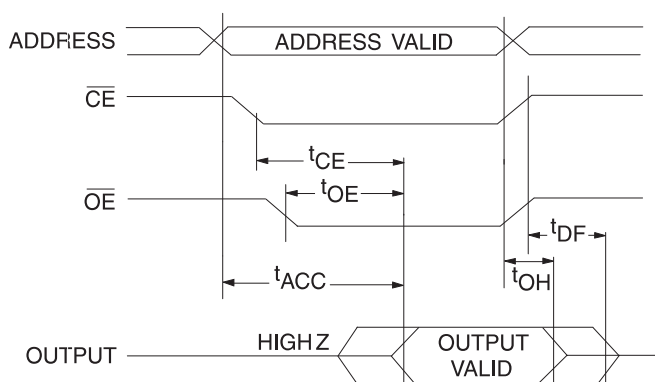 ADDRESS ADDRESS VALID
CE
tCE
tOE
OE
tDF
tACC
tOH
HIGH Z
OUTPUT OUTPUT VALID